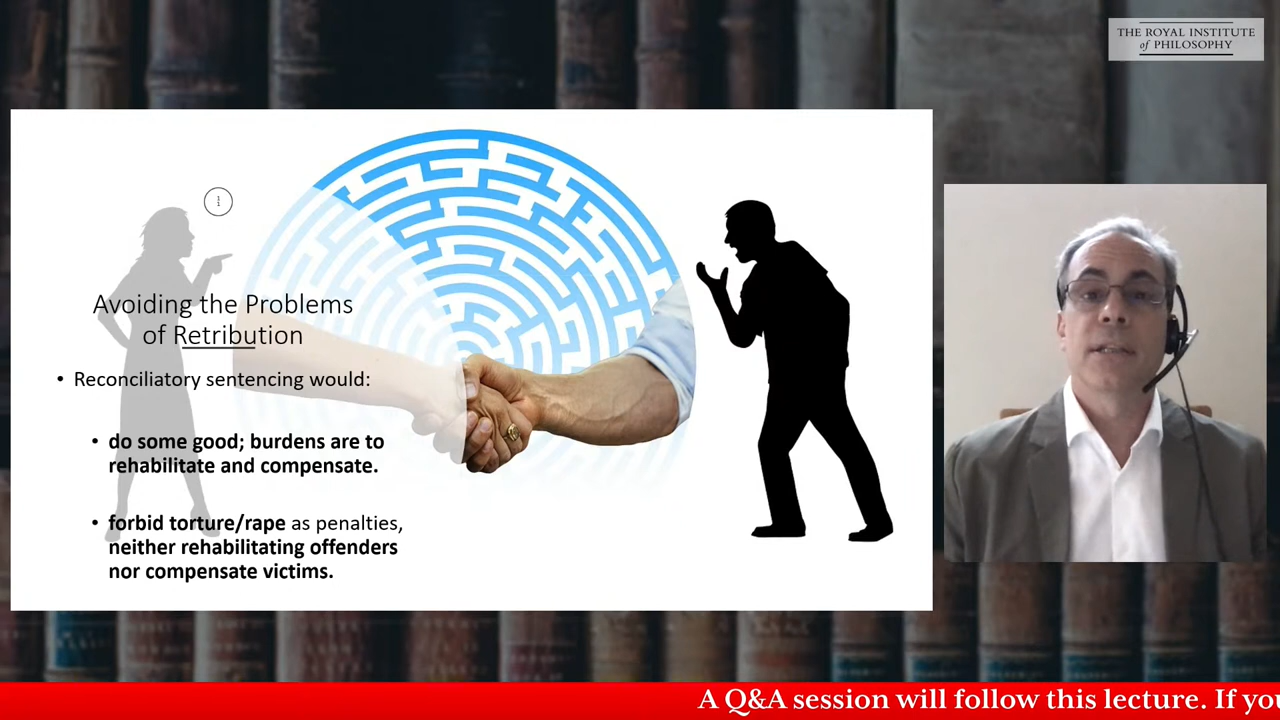 THE ROYAL INSTITUTE
of PHILOSOPHY
Avoiding the Problems
of Retribution
• Reconciliatory sentencing would:
• do some good; burdens are to
rehabilitate and compensate.
• forbid torture/rape as penalties,
neither rehabilitating offenders
nor compensate victims.
A Q&A session will follow this lecture. If you